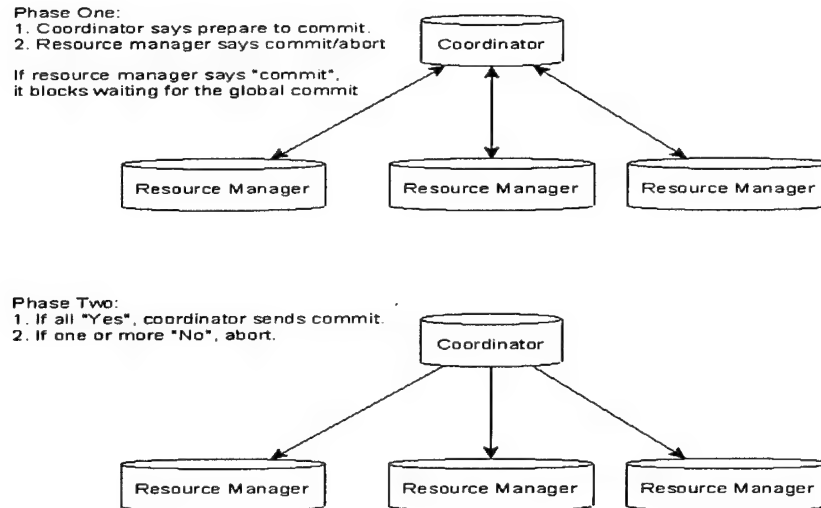 Phase One:
1. Coordinator says prepare to commit.
2. Resource manager says commit/abort
If resource manager says "commit",
it blocks waiting for the global commit
Coordinator
Resource Manager
Resource Manager
Resource Manager
Phase Two:
1. If all "Yes", coordinator sends commit.
2. If one or more "No", abort.
Coordinator
Resource Manager
Resource Manager
Resource Manager